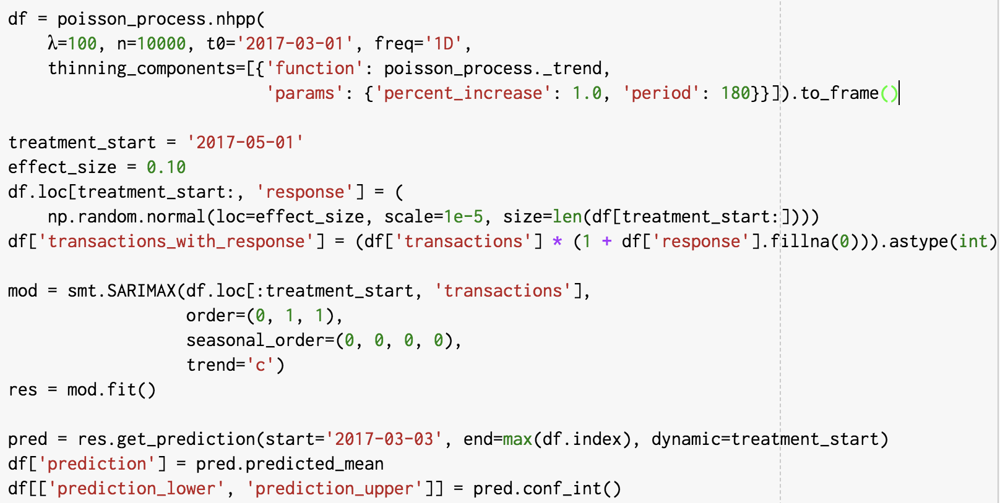 df = poisson_process.nhpp(
    λ=100, n=10000, t0='2017-03-01', freq='1D',
    thinning_components=[{'function': poisson_process._trend,
                          'params': {'percent_increase': 1.0, 'period': 180}}]).to_frame()

treatment_start = '2017-05-01'
effect_size = 0.10
df.loc[treatment_start:, 'response'] = (
    np.random.normal(loc=effect_size, scale=1e-5, size=len(df[treatment_start:])))
df['transactions_with_response'] = (df['transactions'] * (1 + df['response'].fillna(0))).astype(int)

mod = smt.SARIMAX(df.loc[:treatment_start, 'transactions'],
                  order=(0, 1, 1),
                  seasonal_order=(0, 0, 0, 0),
                  trend='c')
res = mod.fit()

pred = res.get_prediction(start='2017-03-03', end=max(df.index), dynamic=treatment_start)
df['prediction'] = pred.predicted_mean
df[['prediction_lower', 'prediction_upper']] = pred.conf_int()